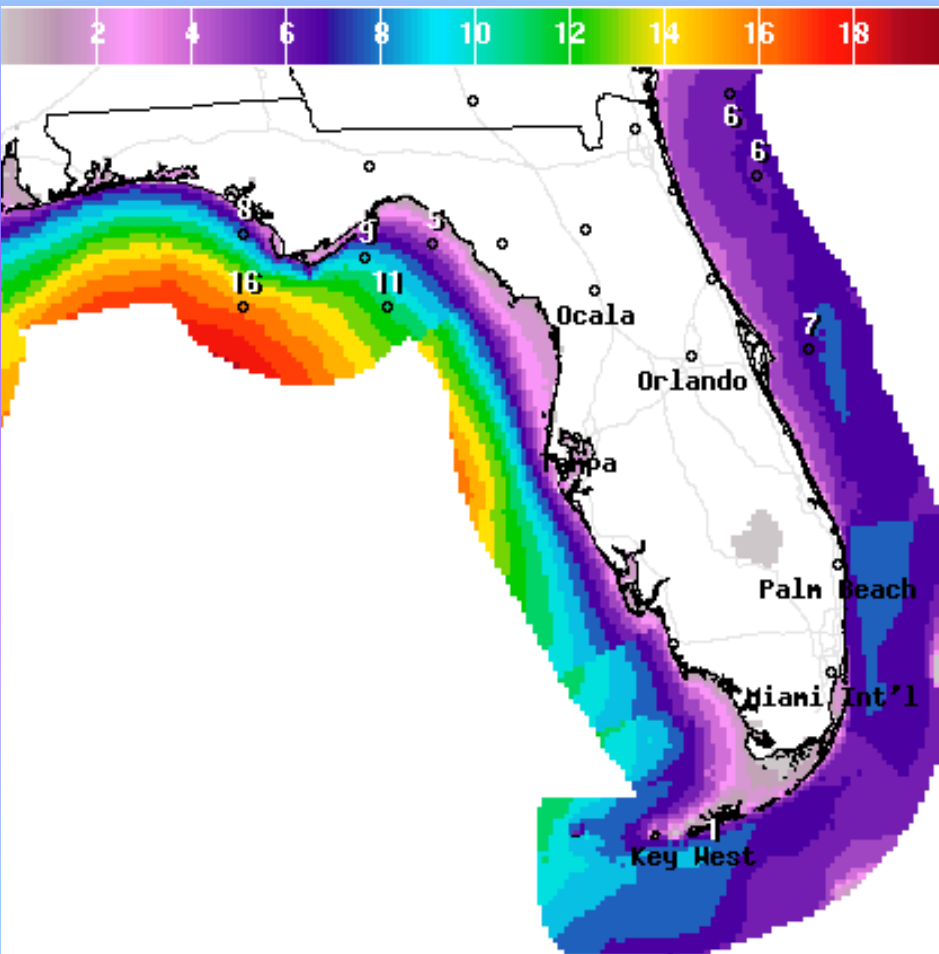 2 4 6 8 10 12 14 16 18
6
6
8
9 5
16 11
Ocala
7
Orlando
Tampa
Palm Beach
Miami Int'l
1
Key West